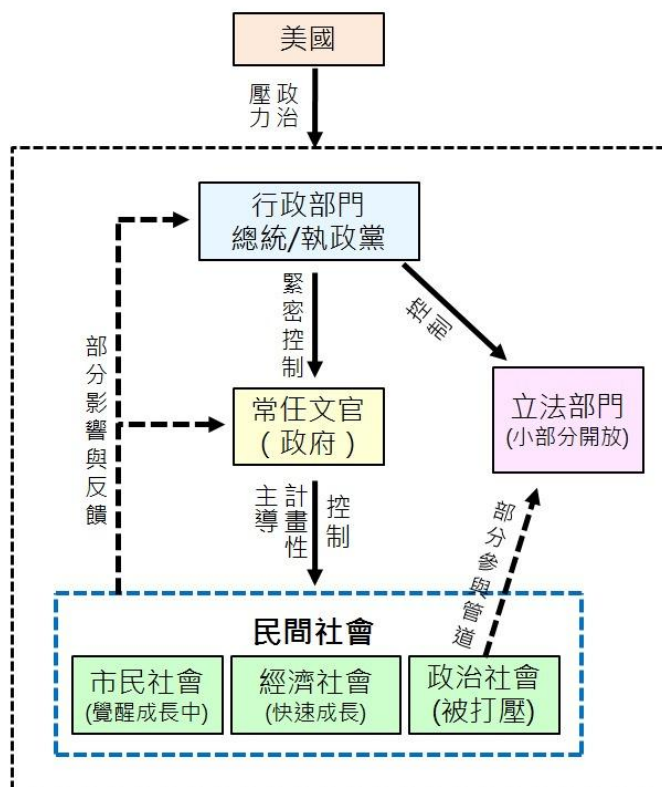 美國
政治
壓力
行政部門
總統/執政黨
緊密控制
控制
部分影響與反饋
常任文官
(政府)
立法部門
(小部分開放)
計畫性
主導
控制
部分參與管道
民間社會
市民社會
(覺醒成長中)
經濟社會
(快速成長)
政治社會
(被打壓)